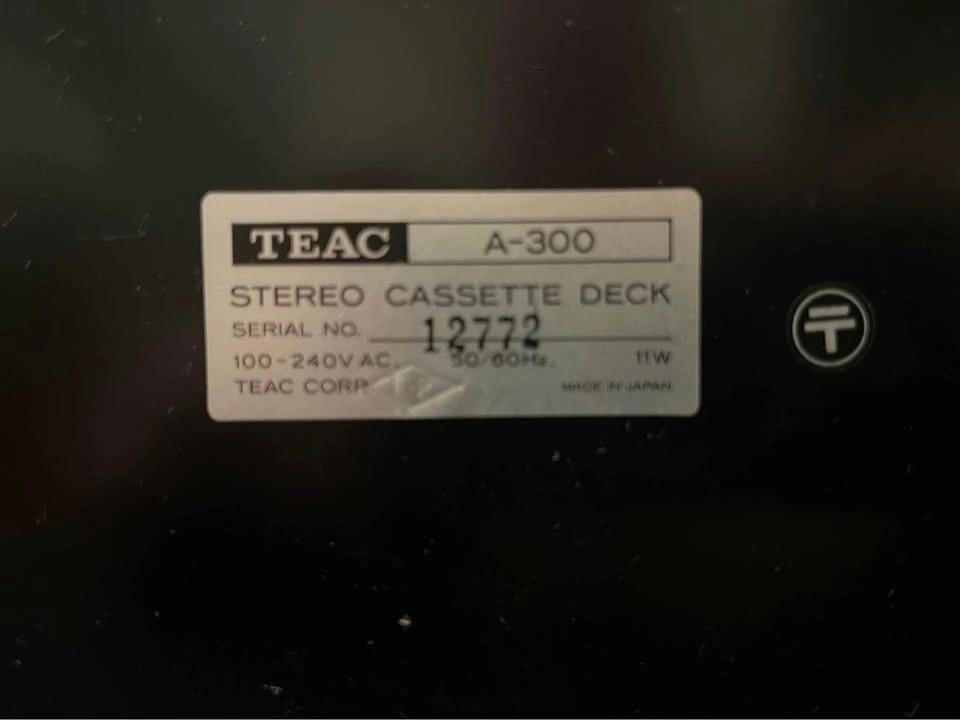 TEAC A-300
STEREO CASSETTE DECK
SERIAL NO. 12772
100-240V AC. 50/60Hz. 11W
TEAC CORP. MADE IN JAPAN
〒